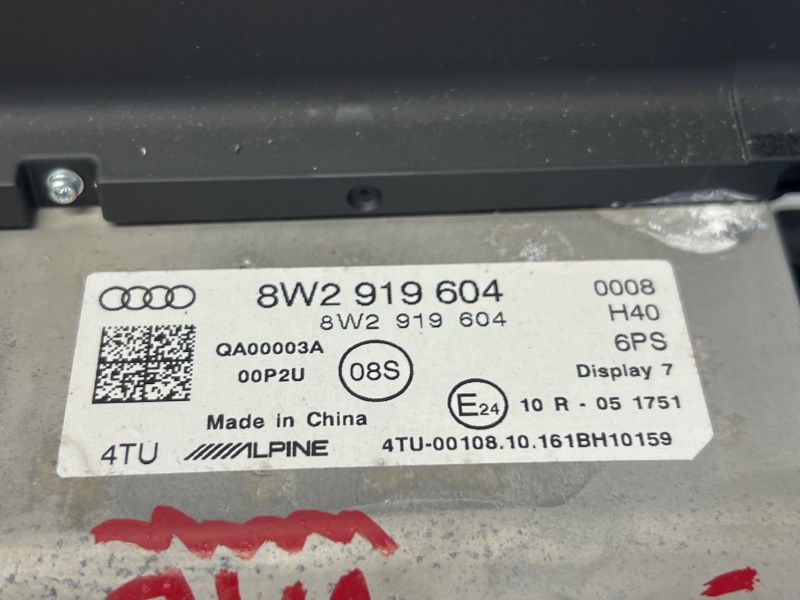 8W2 919 604
8W2 919 604
0008
H40
6PS
Display 7
QA00003A
00P2U
08S
Made in China
E24
10 R - 05 1751
4TU
ALPINE
4TU-00108.10.161BH10159